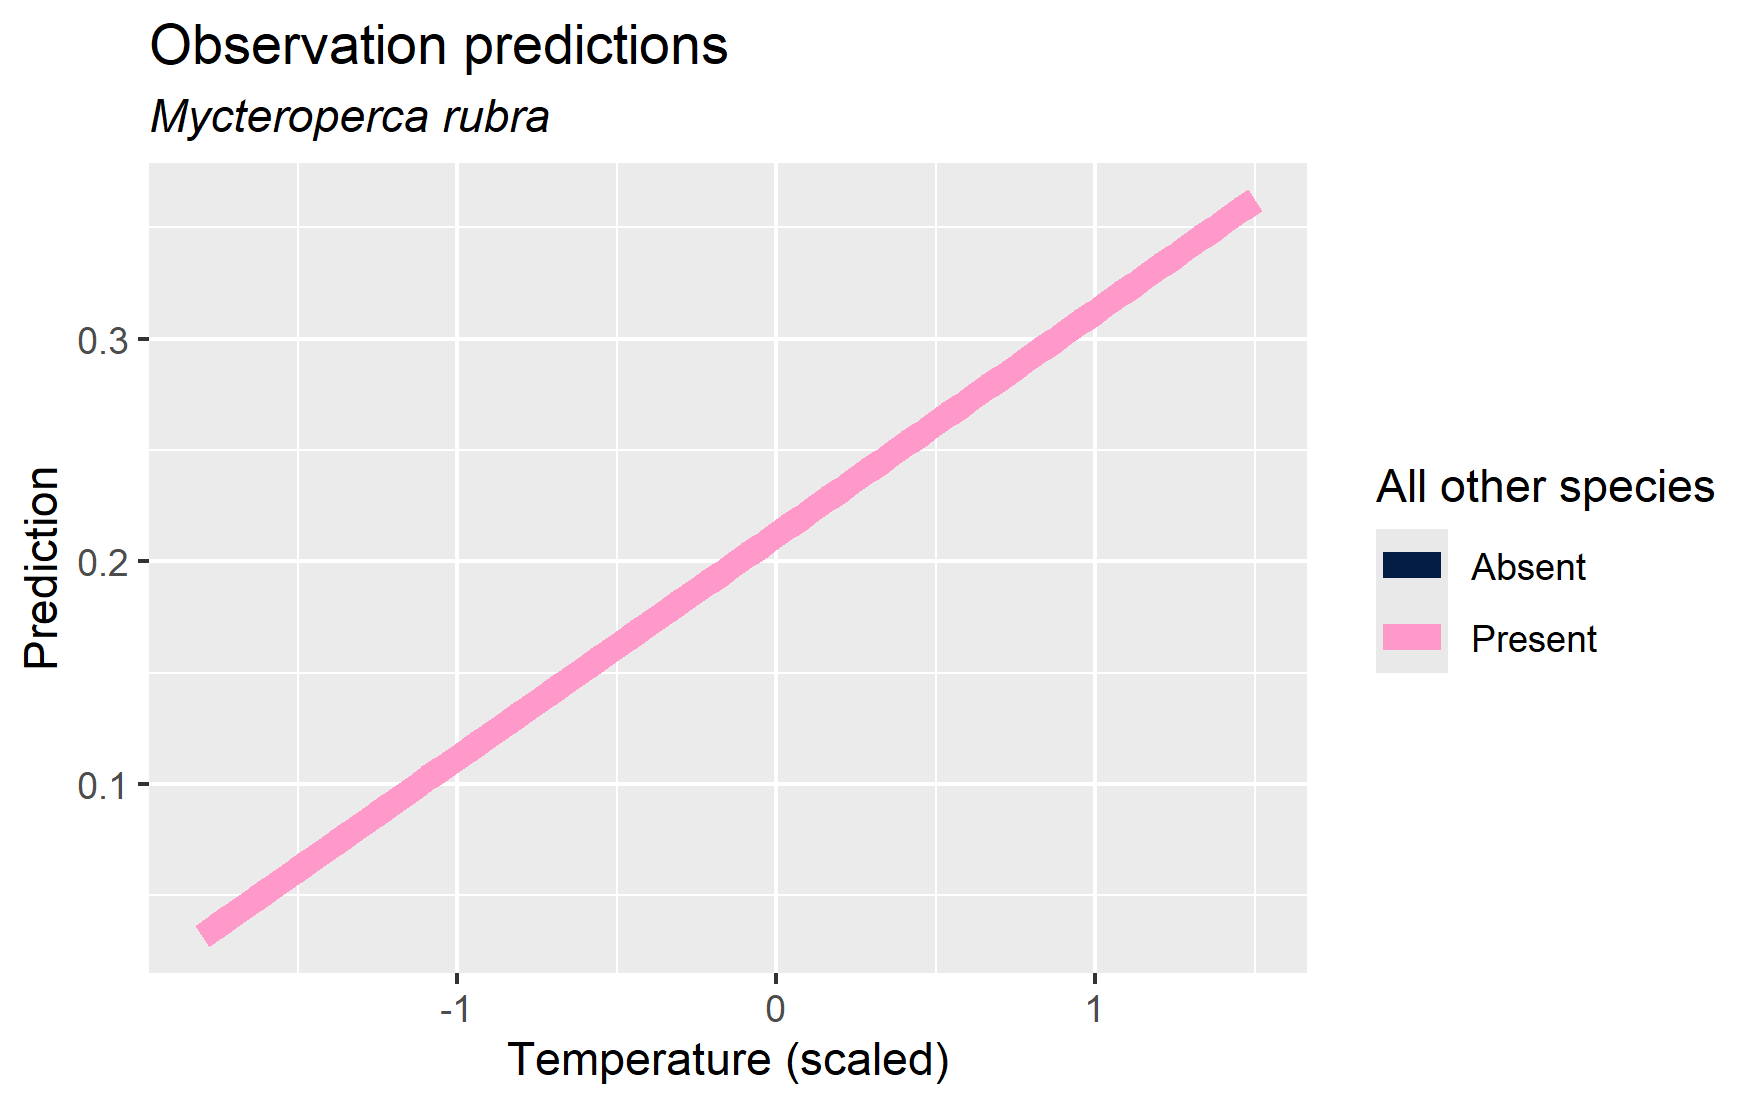 Observation predictions
Mycteroperca rubra
Prediction
0.3
0.2
0.1
-1
0
1
Temperature (scaled)
All other species
Absent
Present